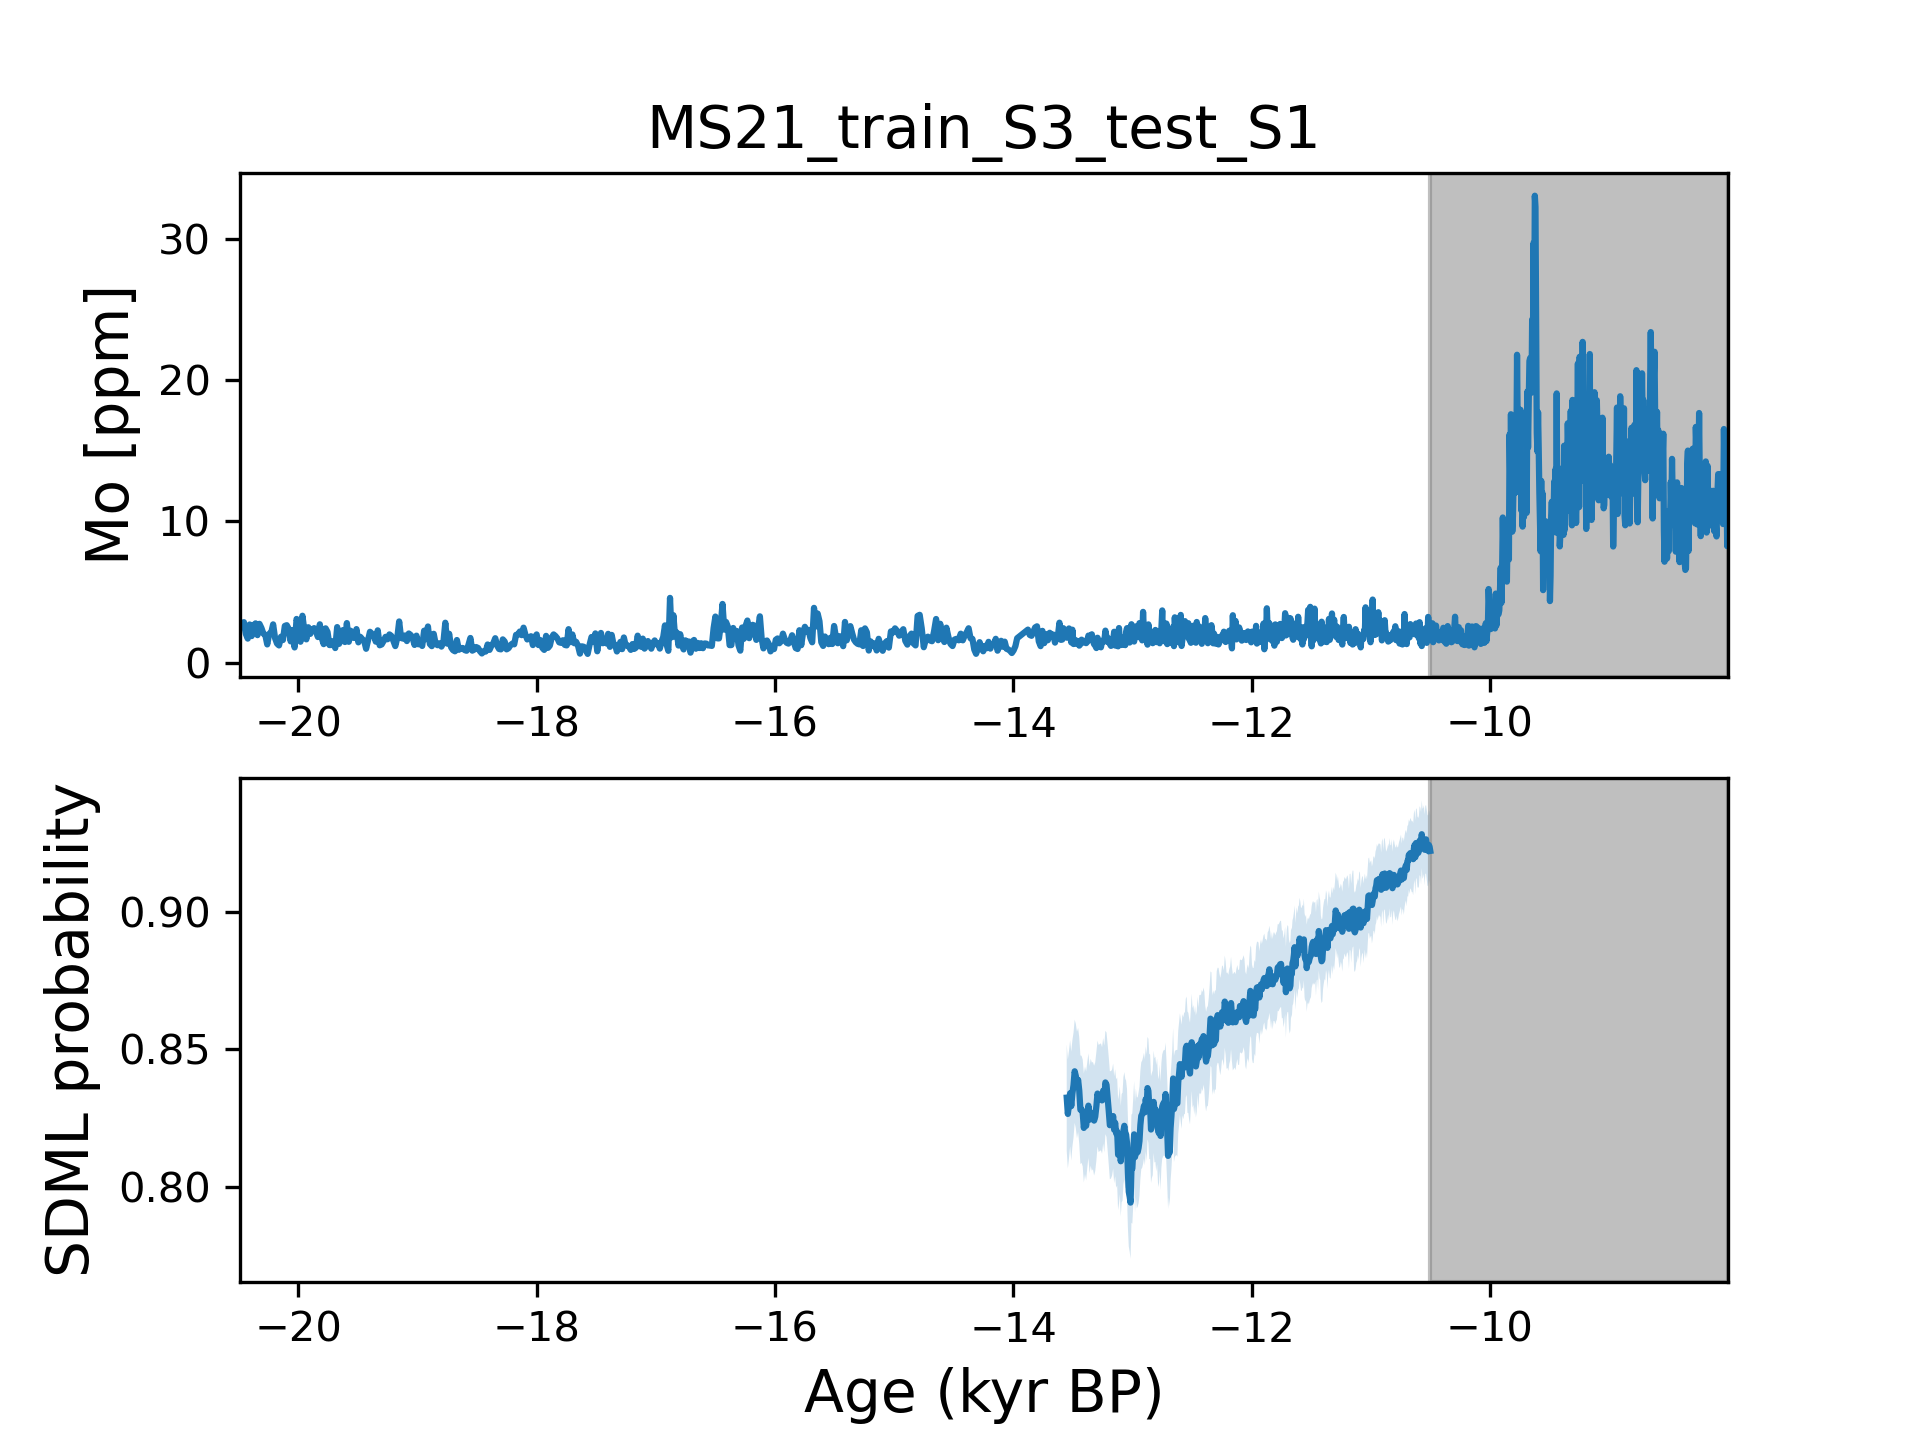 MS21_train_S3_test_S1
Mo [ppm]
30
20
10
0
−20 −18 −16 −14 −12 −10
SDML probability
0.90
0.85
0.80
−20 −18 −16 −14 −12 −10
Age (kyr BP)